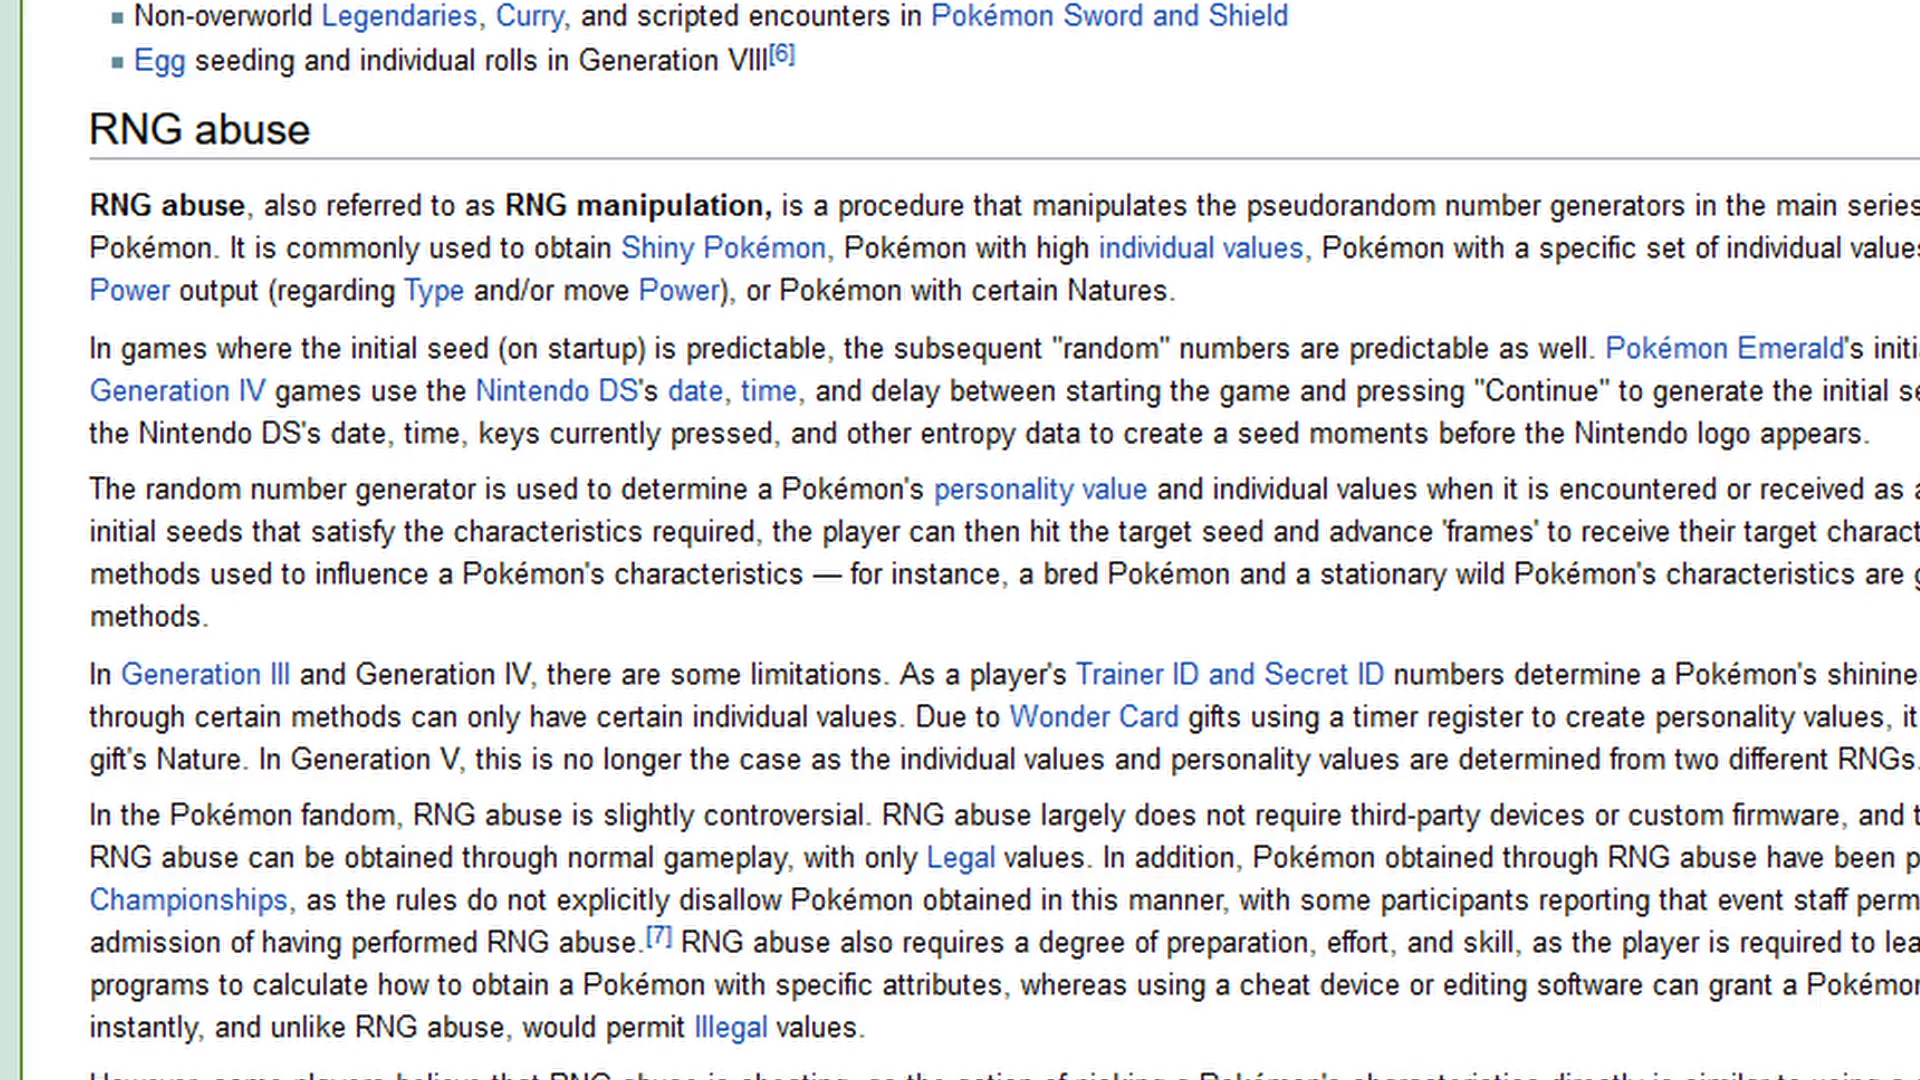 Non-overworld Legendaries, Curry, and scripted encounters in Pokémon Sword and Shield
Egg seeding and individual rolls in Generation VIII[6]
RNG abuse
RNG abuse, also referred to as RNG manipulation, is a procedure that manipulates the pseudorandom number generators in the main series
Pokémon. It is commonly used to obtain Shiny Pokémon, Pokémon with high individual values, Pokémon with a specific set of individual values
Power output (regarding Type and/or move Power), or Pokémon with certain Natures.
In games where the initial seed (on startup) is predictable, the subsequent "random" numbers are predictable as well. Pokémon Emerald's
Generation IV games use the Nintendo DS's date, time, and delay between starting the game and pressing "Continue" to generate the initial
the Nintendo DS's date, time, keys currently pressed, and other entropy data to create a seed moments before the Nintendo logo appears.
The random number generator is used to determine a Pokémon's personality value and individual values when it is encountered or received as
initial seeds that satisfy the characteristics required, the player can then hit the target seed and advance 'frames' to receive their target
methods used to influence a Pokémon's characteristics — for instance, a bred Pokémon and a stationary wild Pokémon's characteristics are
methods.
In Generation III and Generation IV, there are some limitations. As a player's Trainer ID and Secret ID numbers determine a Pokémon's
through certain methods can only have certain individual values. Due to Wonder Card gifts using a timer register to create personality values, it
gift's Nature. In Generation V, this is no longer the case as the individual values and personality values are determined from two different RNGs.
In the Pokémon fandom, RNG abuse is slightly controversial. RNG abuse largely does not require third-party devices or custom firmware, and
RNG abuse can be obtained through normal gameplay, with only Legal values. In addition, Pokémon obtained through RNG abuse have been
Championships, as the rules do not explicitly disallow Pokémon obtained in this manner, with some participants reporting that event staff
admission of having performed RNG abuse.[7] RNG abuse also requires a degree of preparation, effort, and skill, as the player is required to
programs to calculate how to obtain a Pokémon with specific attributes, whereas using a cheat device or editing software can grant a Pokémon
instantly, and unlike RNG abuse, would permit Illegal values.